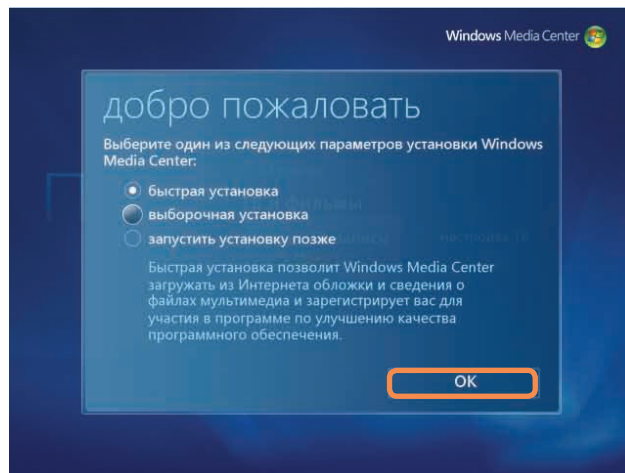 Windows Media Center
добро пожаловать
Выберите один из следующих параметров установки Windows
Media Center:
быстрая установка
выборочная установка
запустить установку позже
Быстрая установка позволит Windows Media Center
загружать из Интернета обложки и сведения о
файлах мультимедиа и зарегистрирует вас для
участия в программе по улучшению качества
программного обеспечения.
ОК